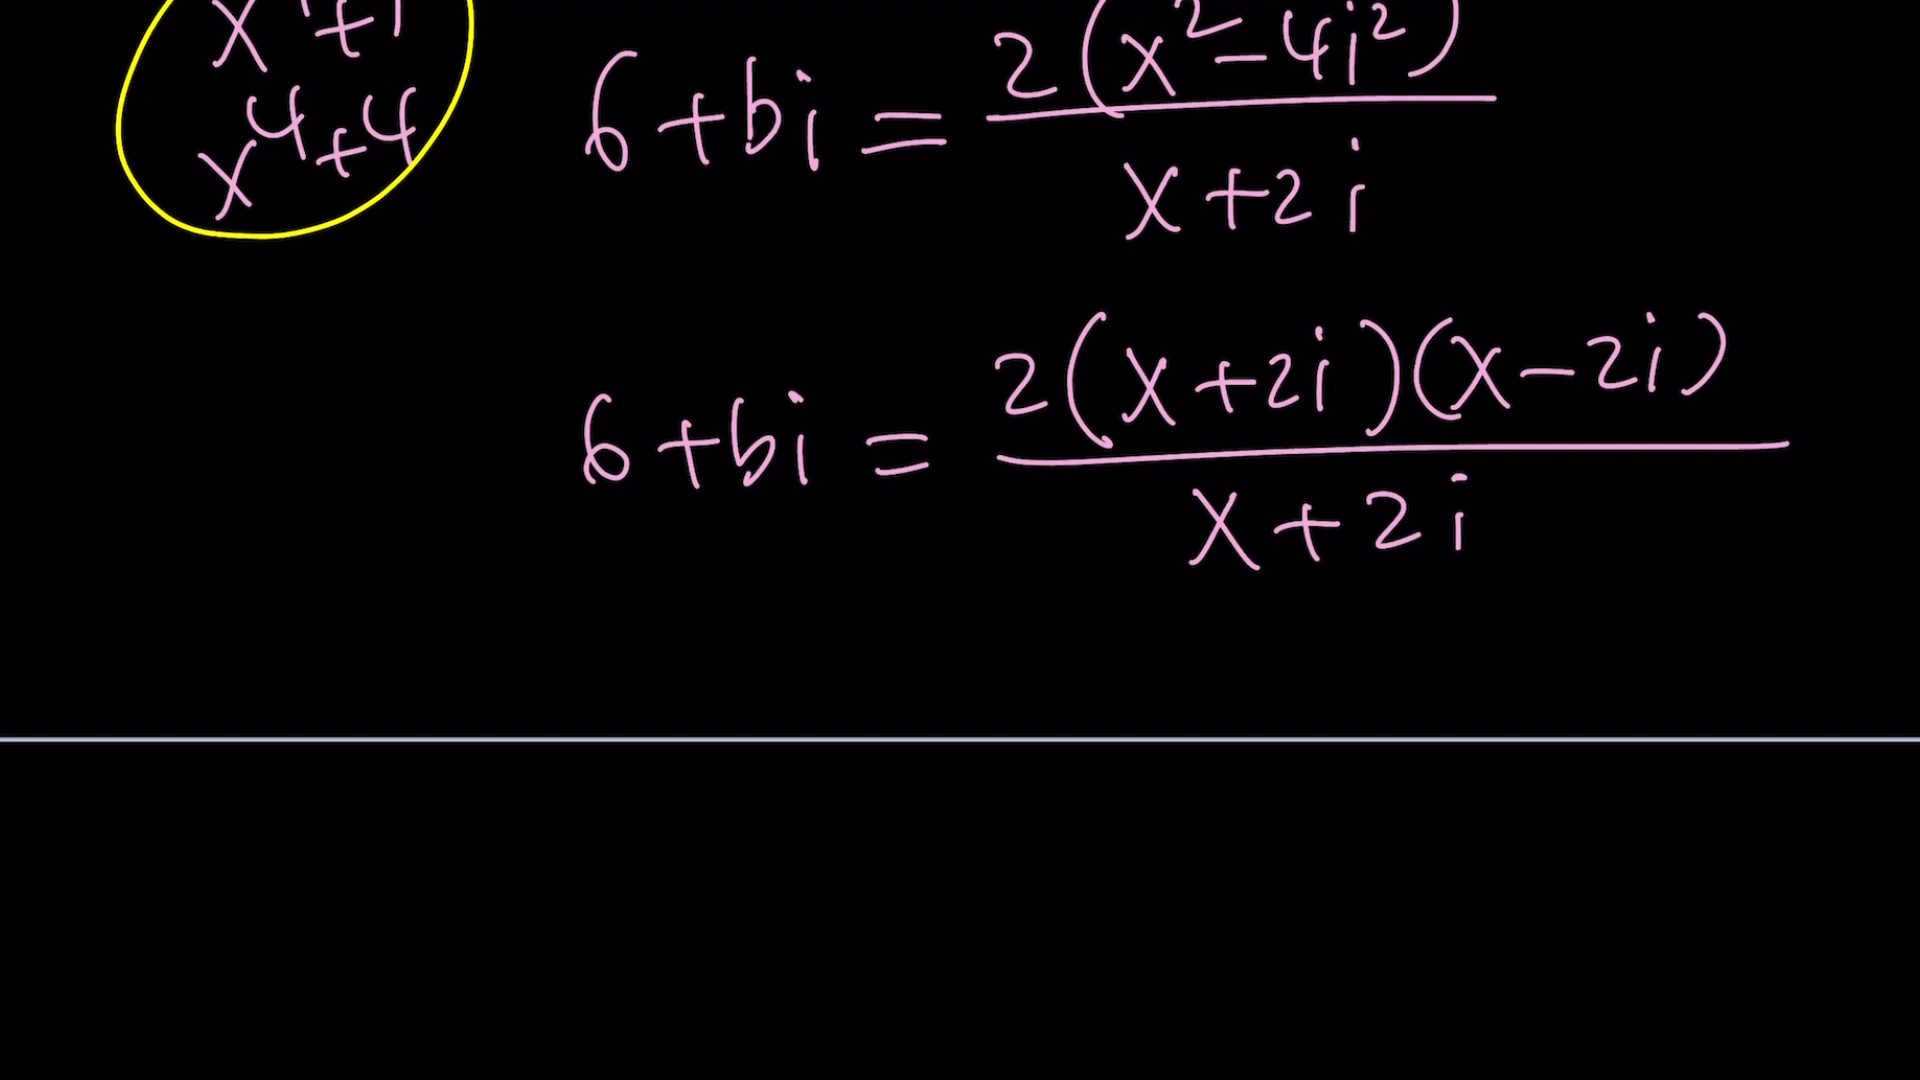 x⁴+1
x⁴+4
6+bi = 2(x²-4i²) / x+2i
6+bi = 2(x+2i)(x-2i) / x+2i